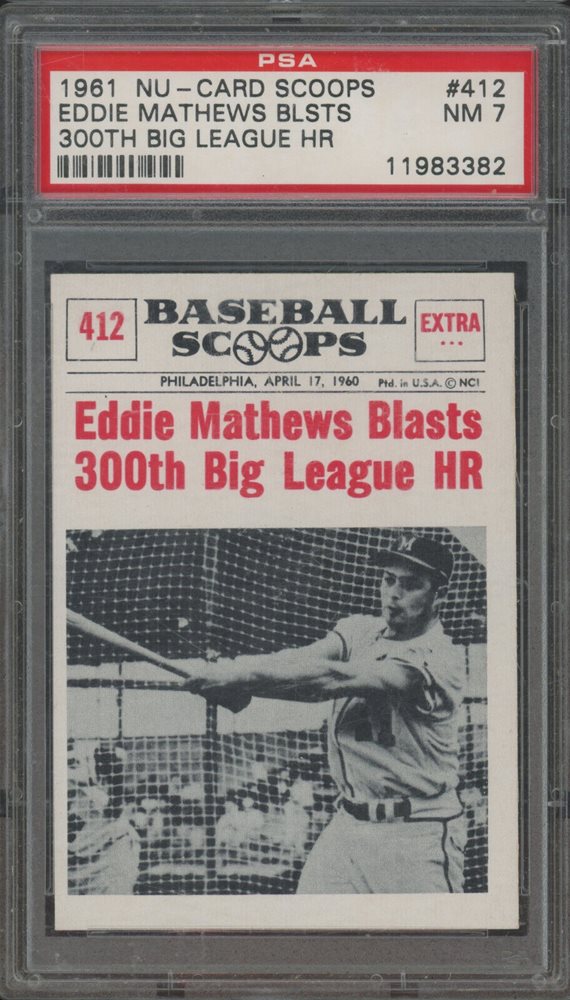 PSA
1961 NU-CARD SCOOPS #412
EDDIE MATHEWS BLSTS NM 7
300TH BIG LEAGUE HR
11983382
412 BASEBALL SCOOPS EXTRA ...
PHILADELPHIA, APRIL 17, 1960 Ptd. in U.S.A. © NCI
Eddie Mathews Blasts
300th Big League HR
M